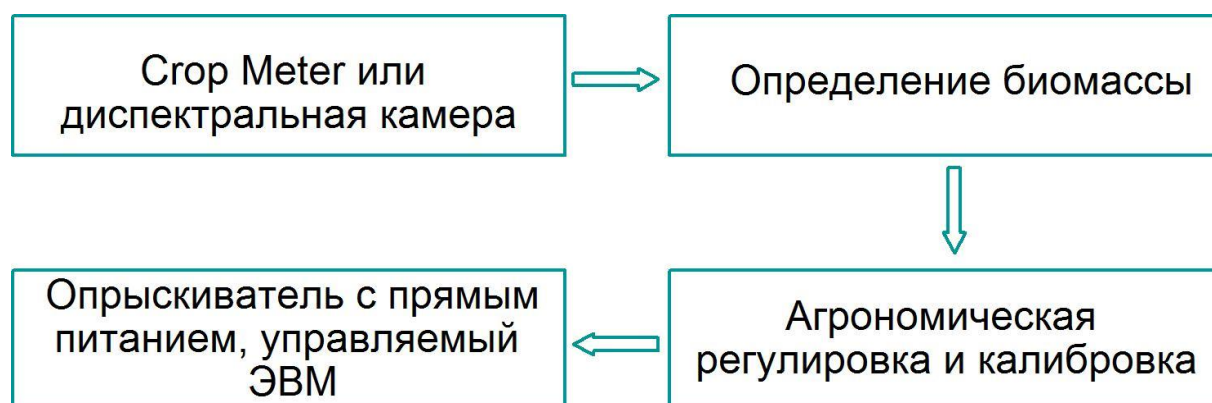 Crop Meter или
диспектральная камера
Определение биомассы
Агрономическая
регулировка и калибровка
Опрыскиватель с прямым
питанием, управляемый
ЭВМ